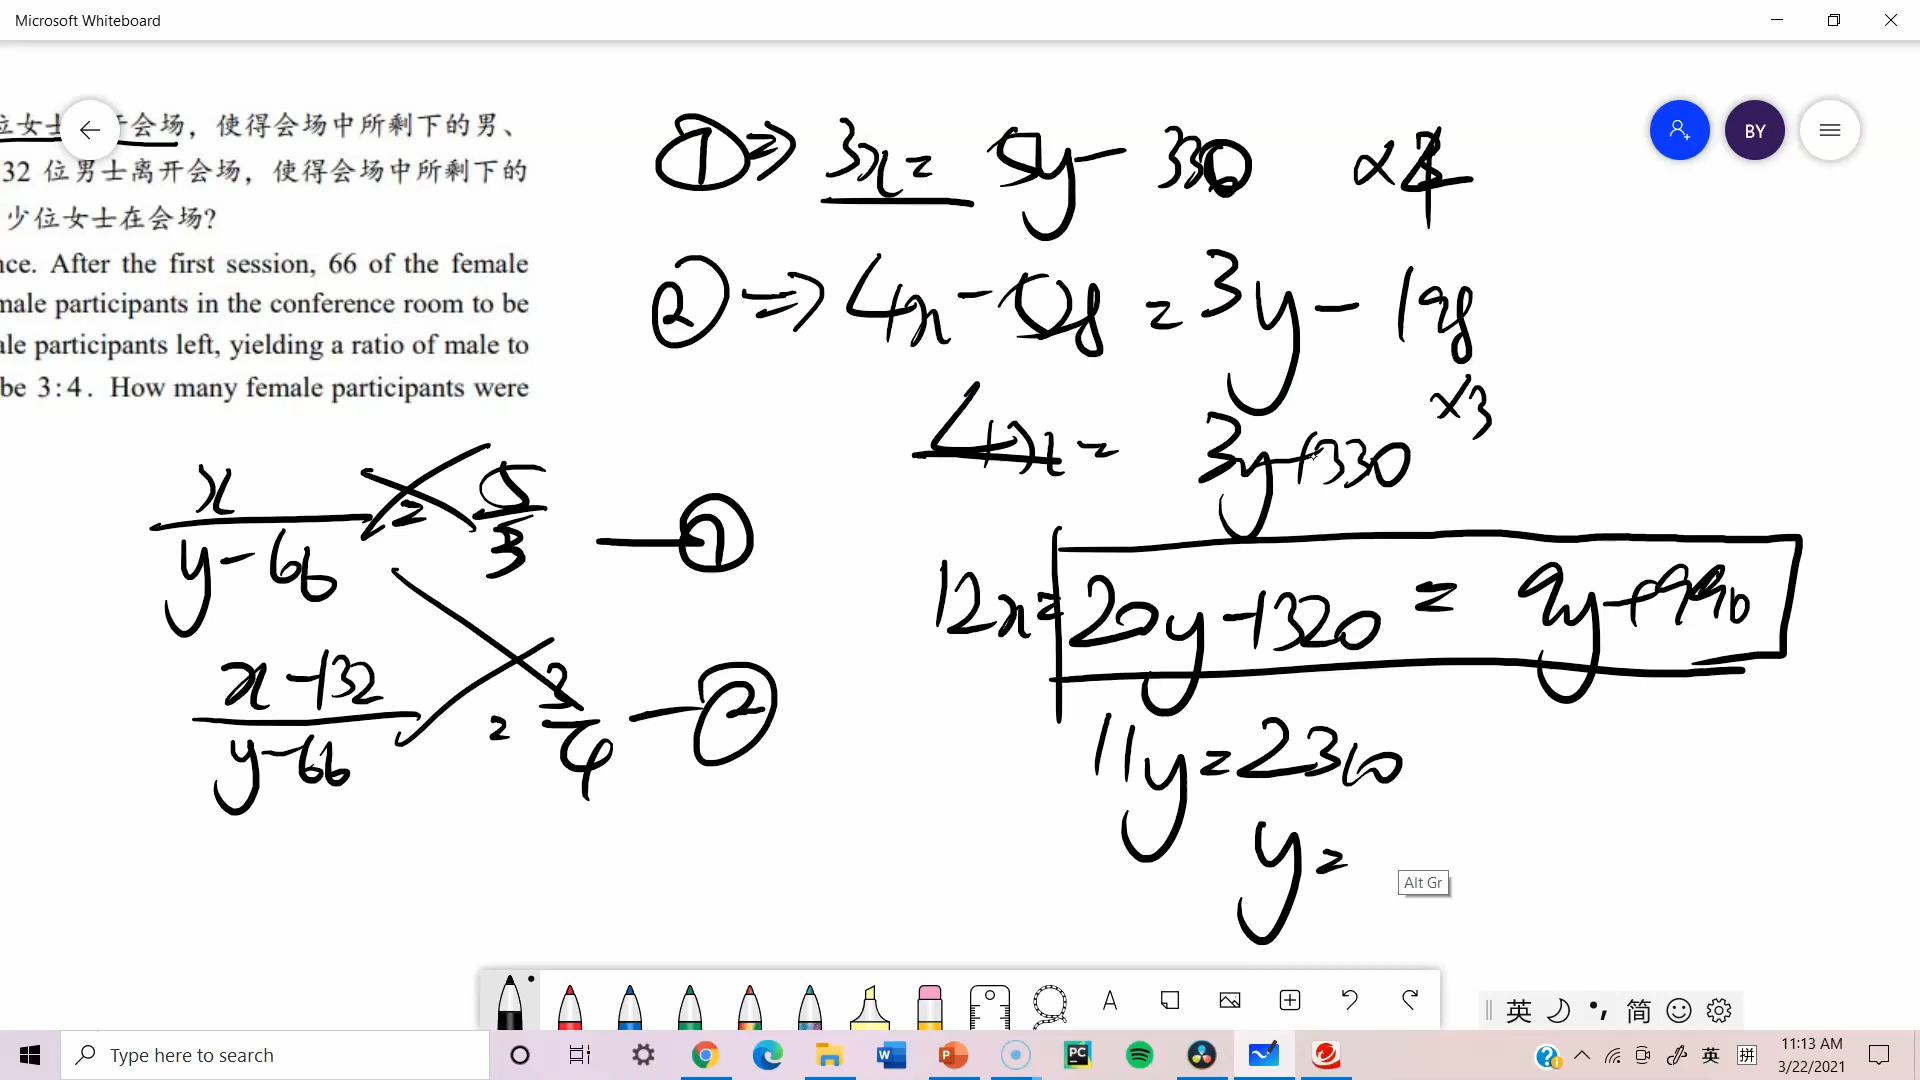 Microsoft Whiteboard
位女士 开会场，使得会场中所剩下的男、
32 位男士离开会场，使得会场中所剩下的
少位女士在会场?
nce. After the first session, 66 of the female
male participants in the conference room to be
ale participants left, yielding a ratio of male to
be 3:4. How many female participants were
BY
① ⇒ 3x = 5y - 330 ×4
② ⇒ 4x - 528 = 3y - 198
×3
4x = 3y + 330
12x = 20y - 1320 = 9y + 990
11y = 2310
y =
x / y - 66 = 5 / 3 — ①
x - 132 / y - 66 = 3 / 4 — ②
Alt Gr
A
英 简
Type here to search
PC
W
P
英 拼
11:13 AM
3/22/2021